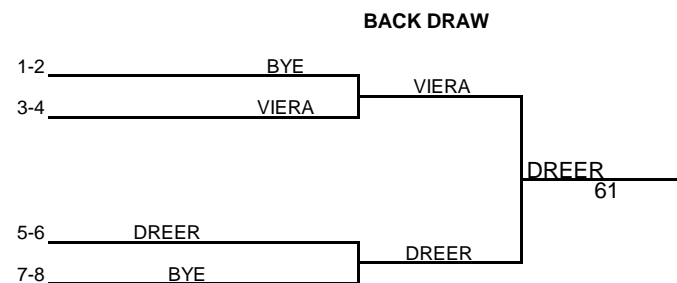 BACK DRAW
1-2 BYE
VIERA
3-4 VIERA
DREER
61
5-6 DREER
DREER
7-8 BYE